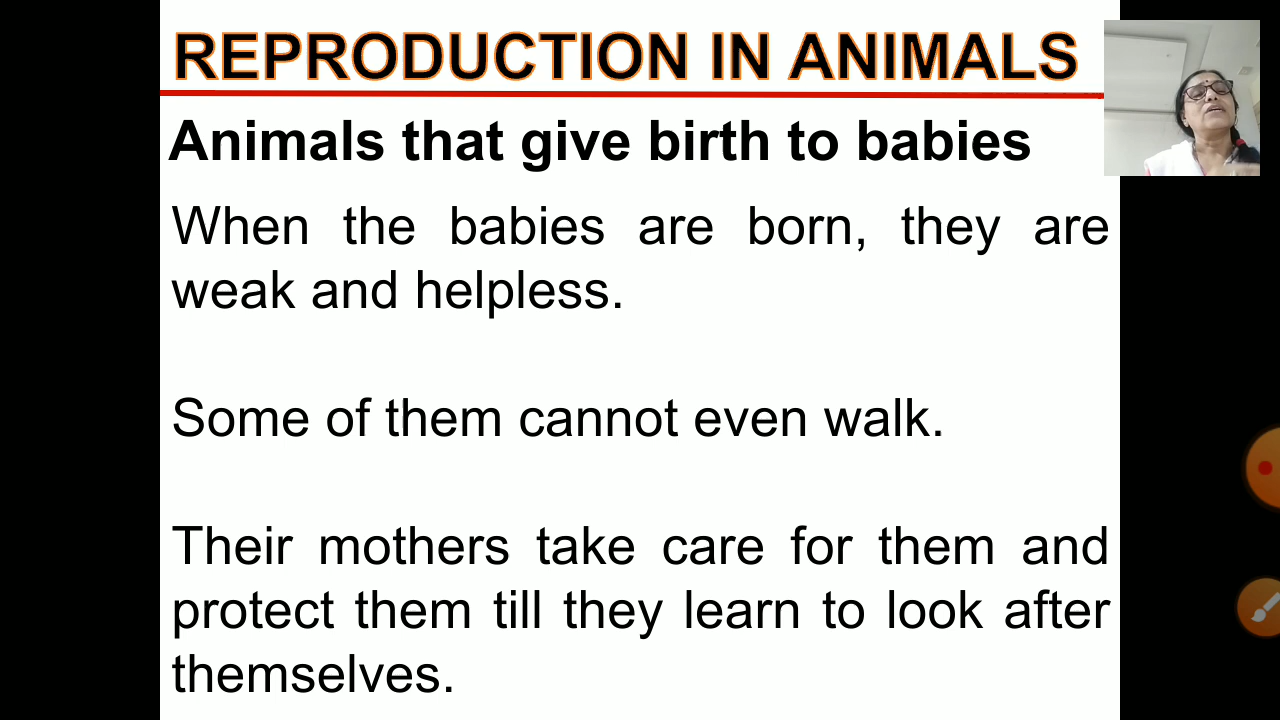 REPRODUCTION IN ANIMALS
Animals that give birth to babies
When the babies are born, they are
weak and helpless.
Some of them cannot even walk.
Their mothers take care for them and
protect them till they learn to look after
themselves.